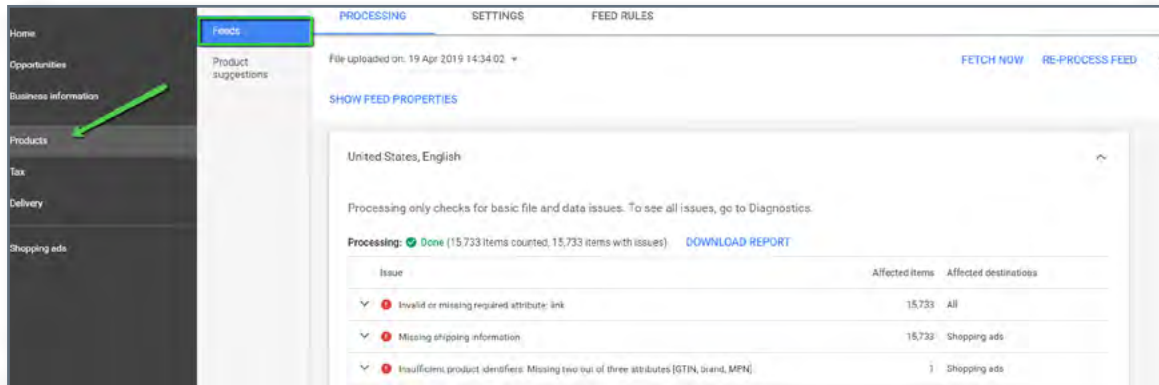 Home
Opportunities
Business information
Products
Tax
Delivery
Shopping ads
Feeds
Product
suggestions
PROCESSING SETTINGS FEED RULES
File uploaded on: 19 Apr 2019 14:34:02
FETCH NOW RE-PROCESS FEED
SHOW FEED PROPERTIES
United States, English
Processing only checks for basic file and data issues. To see all issues, go to Diagnostics.
Processing: Done (15,733 items counted, 15,733 items with issues) DOWNLOAD REPORT
Issue Affected items Affected destinations
Invalid or missing required attribute: link 15,733 All
Missing shipping information 15,733 Shopping ads
Insufficient product identifiers. Missing two out of three attributes [GTIN, brand, MPN] 1 Shopping ads